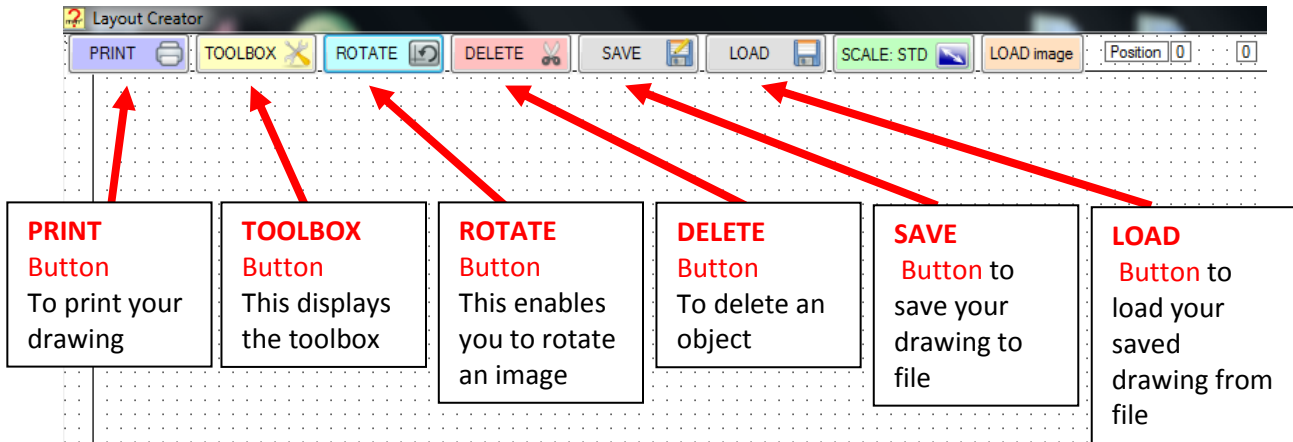 Layout Creator
PRINT TOOLBOX ROTATE DELETE SAVE LOAD SCALE: STD LOAD image Position 0 0
PRINT
Button
To print your
drawing
TOOLBOX
Button
This displays
the toolbox
ROTATE
Button
This enables
you to rotate
an image
DELETE
Button
To delete an
object
SAVE
Button to
save your
drawing to
file
LOAD
Button to
load your
saved
drawing from
file